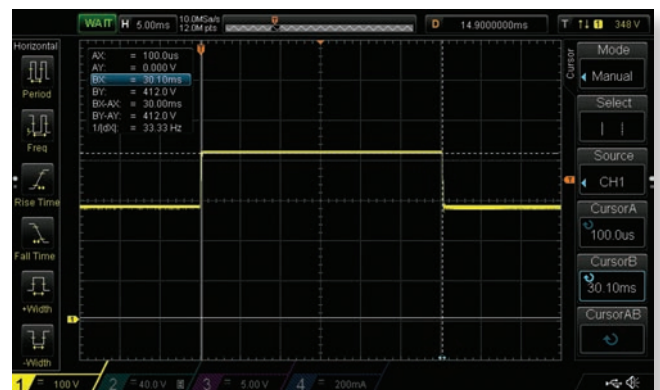 WAIT H 5.00ms 10.0MSa/s 12.0M pts D 14.9000000ms T 1 348 V
Horizontal
Period
Freq
Rise Time
Fall Time
+Width
-Width
AX: = 100.0us
AY: = 0.000 V
BX: = 30.10ms
BY: = 412.0 V
BX-AX: = 30.00ms
BY-AY: = 412.0 V
1/|dX|: = 33.33 Hz
T
T
1
Cursor
Mode
Manual
Select
Source
CH1
CursorA
100.0us
CursorB
30.10ms
CursorAB
1 = 100 V 2 = 40.0 V 3 = 5.00 V 4 = 200mA